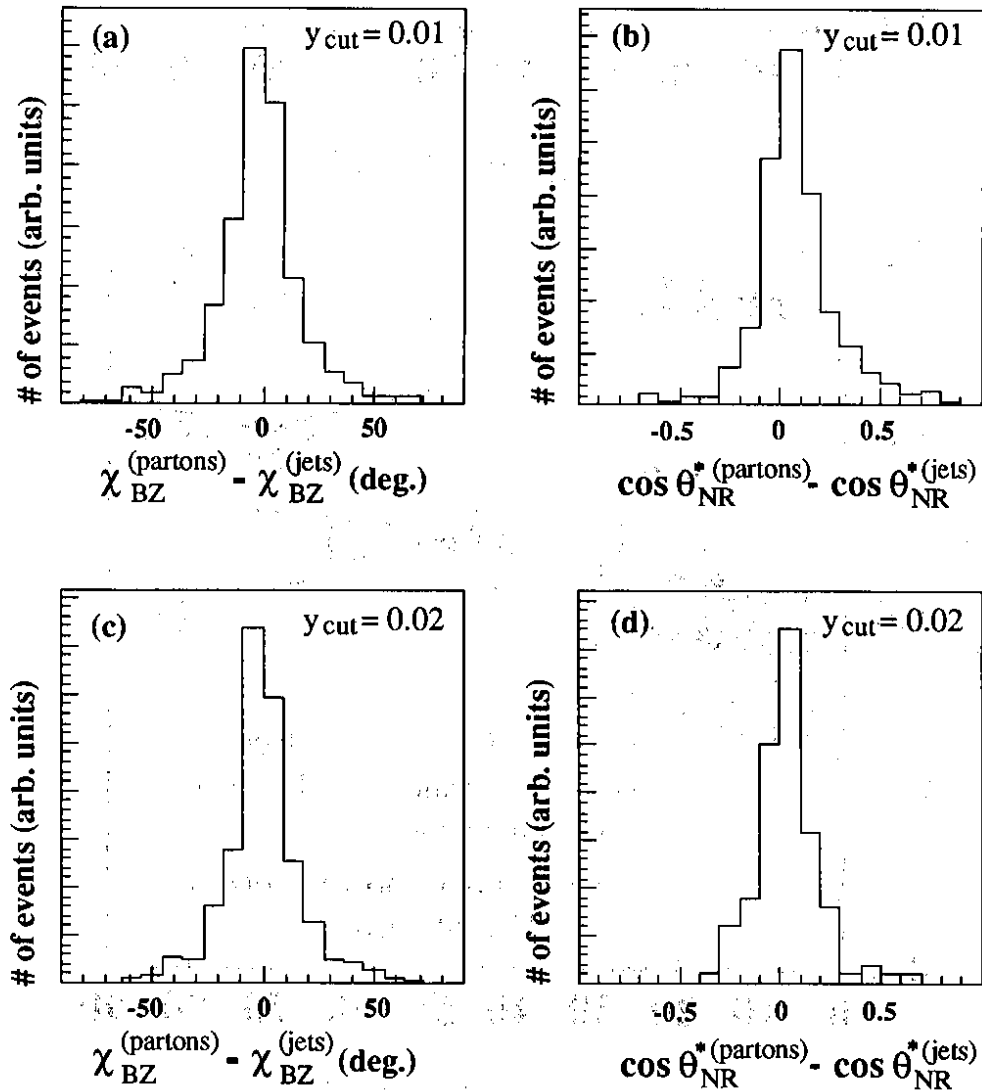 (a) y cut = 0.01
# of events (arb. units)
-50 0 50
χ BZ (partons) - χ BZ (jets) (deg.)
(b) y cut = 0.01
# of events (arb. units)
-0.5 0 0.5
cos θ* NR (partons) - cos θ* NR (jets)
(c) y cut = 0.02
# of events (arb. units)
-50 0 50
χ BZ (partons) - χ BZ (jets) (deg.)
(d) y cut = 0.02
# of events (arb. units)
-0.5 0 0.5
cos θ* NR (partons) - cos θ* NR (jets)